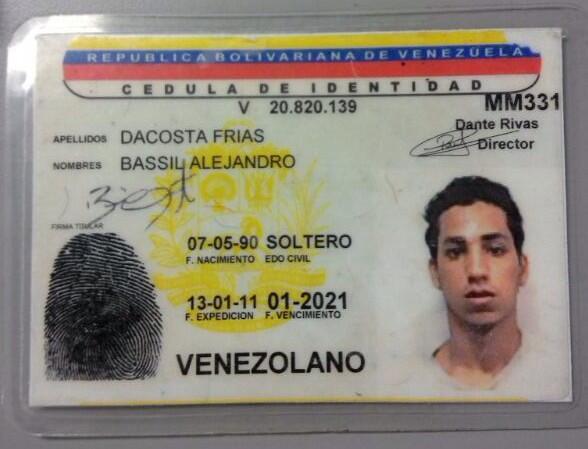 REPUBLICA BOLIVARIANA DE VENEZUELA
CEDULA DE IDENTIDAD
V 20.820.139 MM331
Dante Rivas
Director
APELLIDOS DACOSTA FRIAS
NOMBRES BASSIL ALEJANDRO
FIRMA TITULAR
07-05-90 SOLTERO
F. NACIMIENTO EDO CIVIL
13-01-11 01-2021
F. EXPEDICION F. VENCIMIENTO
VENEZOLANO